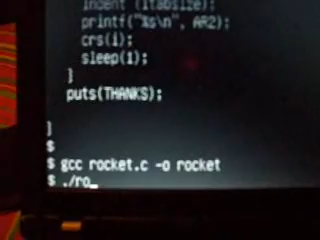 indent (itabsize);
printf("%s\n", AR2);
crs(i);
sleep(1);
}
puts(THANKS);
}
$
$ gcc rocket.c -o rocket
$ ./ro_